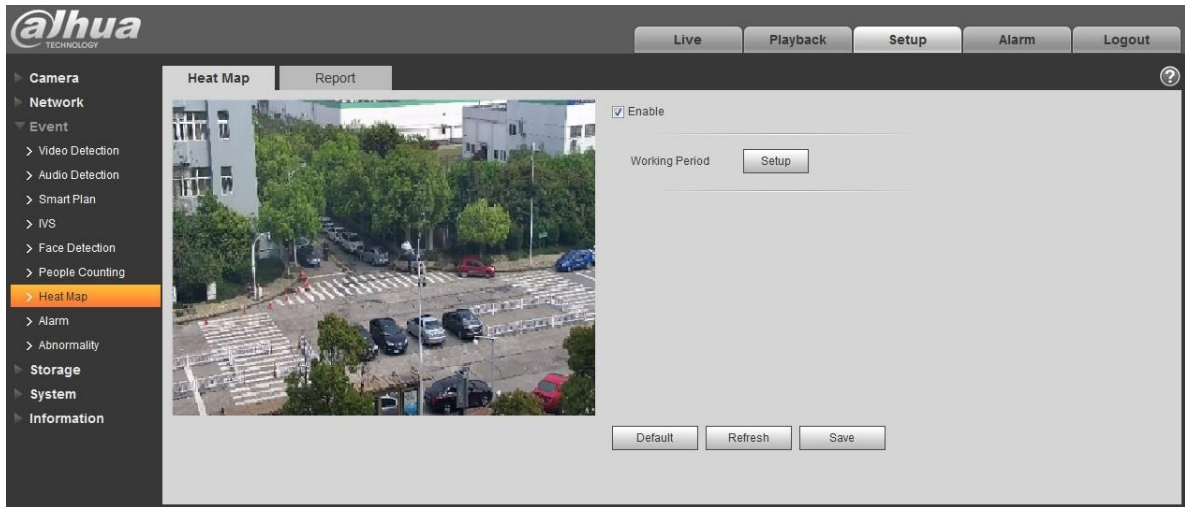 alhua
TECHNOLOGY
Live Playback Setup Alarm Logout
Camera
Network
Event
> Video Detection
> Audio Detection
> Smart Plan
> IVS
> Face Detection
> People Counting
> Heat Map
> Alarm
> Abnormality
Storage
System
Information
Heat Map Report
?
Enable
Working Period Setup
Default Refresh Save